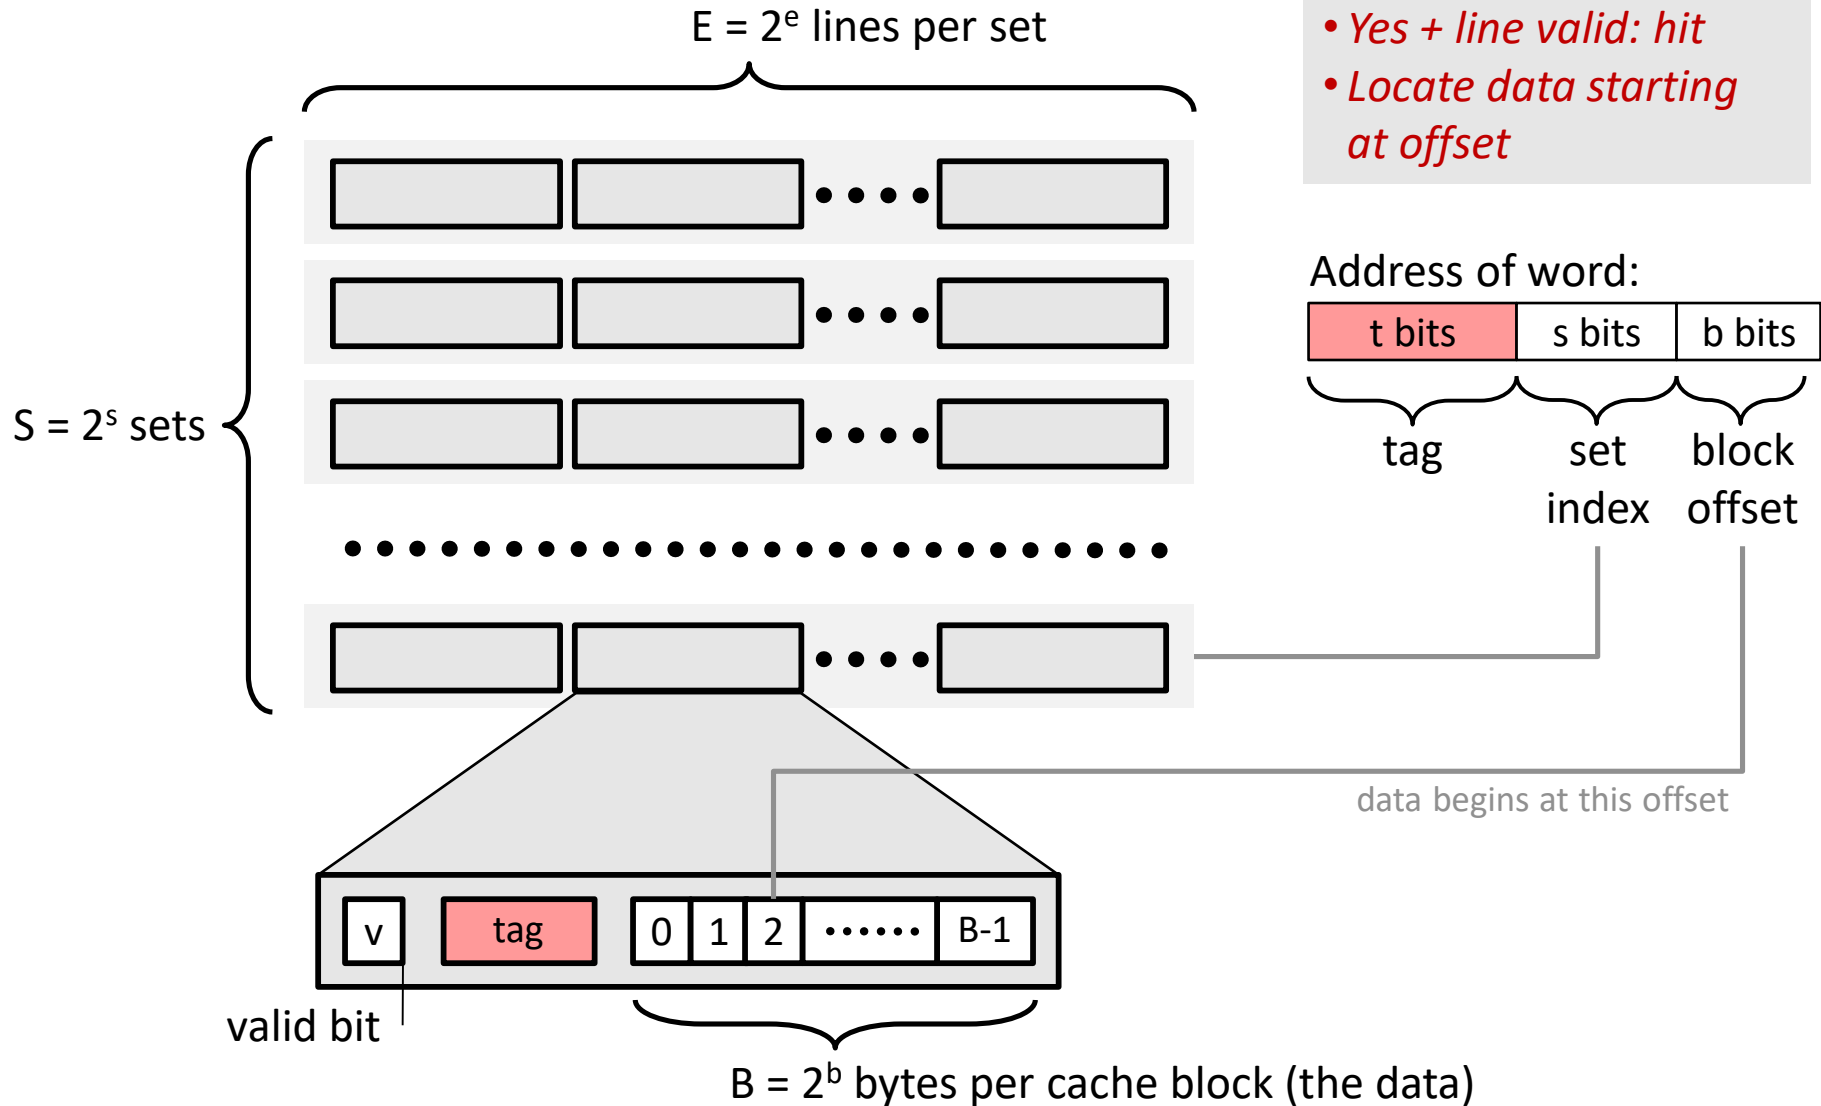 E = 2ᵉ lines per set
• Yes + line valid: hit
• Locate data starting
at offset
Address of word:
t bits s bits b bits
tag set block
index offset
S = 2ˢ sets
data begins at this offset
v tag 0 1 2 •••••• B-1
valid bit
B = 2ᵇ bytes per cache block (the data)